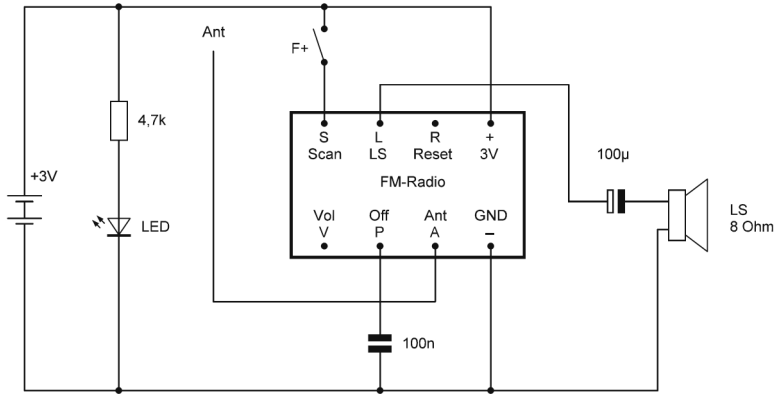 Ant
F+
4,7k
S L R +
Scan LS Reset 3V
100µ
+3V
FM-Radio
Vol Off Ant GND
V P A –
LED
LS
8 Ohm
100n